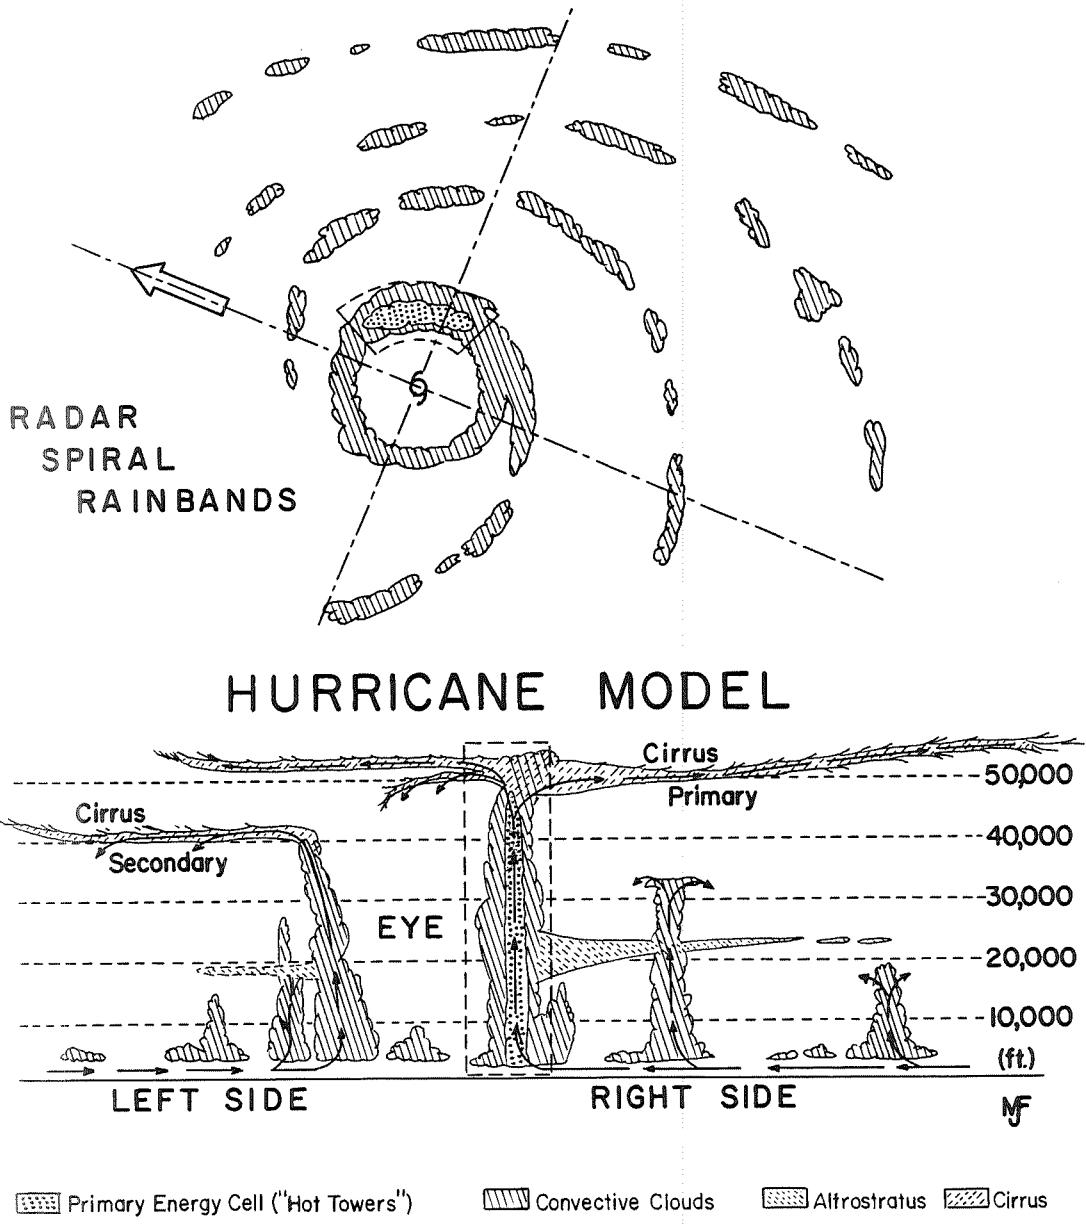 RADAR
SPIRAL
RAINBANDS
HURRICANE MODEL
Cirrus
Primary
50,000
Cirrus
Secondary
40,000
30,000
EYE
20,000
10,000
(ft.)
LEFT SIDE
RIGHT SIDE
MJF
Primary Energy Cell ("Hot Towers")
Convective Clouds
Altrostratus
Cirrus